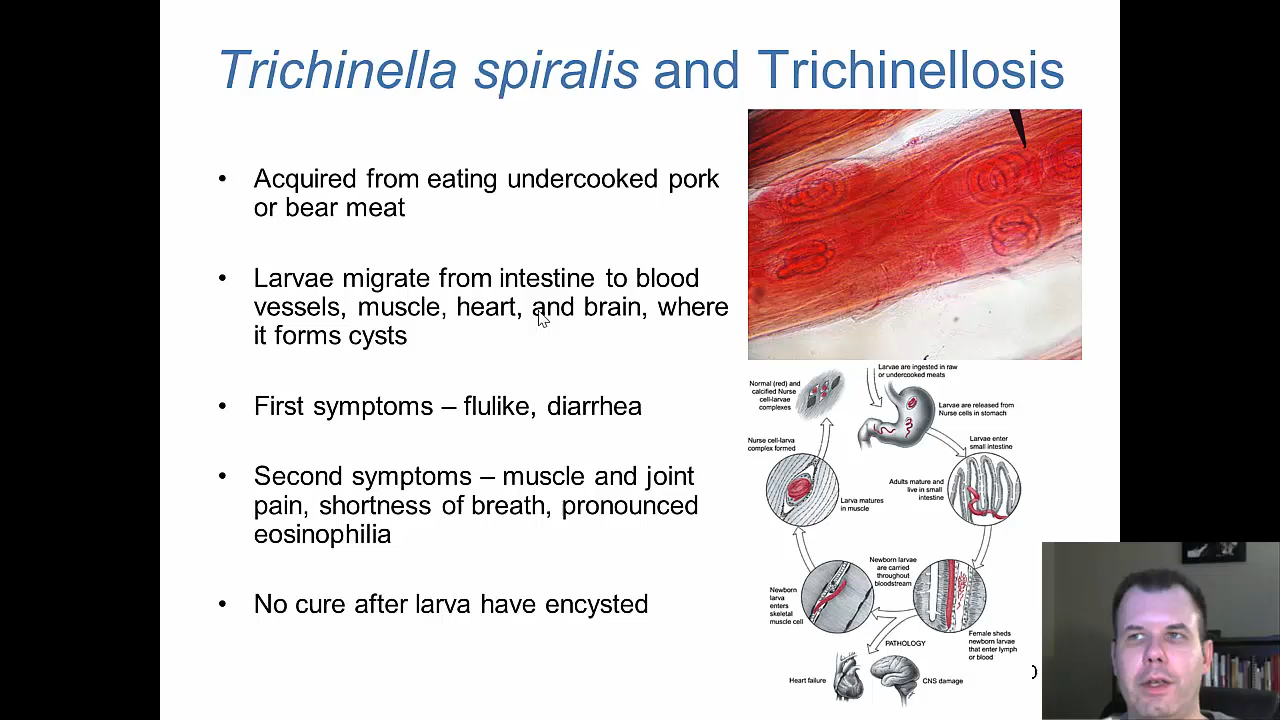 Trichinella spiralis and Trichinellosis
• Acquired from eating undercooked pork
or bear meat
• Larvae migrate from intestine to blood
vessels, muscle, heart, and brain, where
it forms cysts
• First symptoms – flulike, diarrhea
• Second symptoms – muscle and joint
pain, shortness of breath, pronounced
eosinophilia
• No cure after larva have encysted
Larvae are ingested in raw
or undercooked meats
Normal (red) and
calcified Nurse
cell-larvae
complexes
Larvae are released from
Nurse cells in stomach
Nurse cell-larva
complex formed
Larvae enter
small intestine
Adults mature and
live in small
intestine
Larva matures
in muscle
Newborn larvae
are carried
throughout
bloodstream
Newborn
larva
enters
skeletal
muscle cell
Female sheds
newborn larvae
that enter lymph
or blood
PATHOLOGY
Heart failure
CNS damage